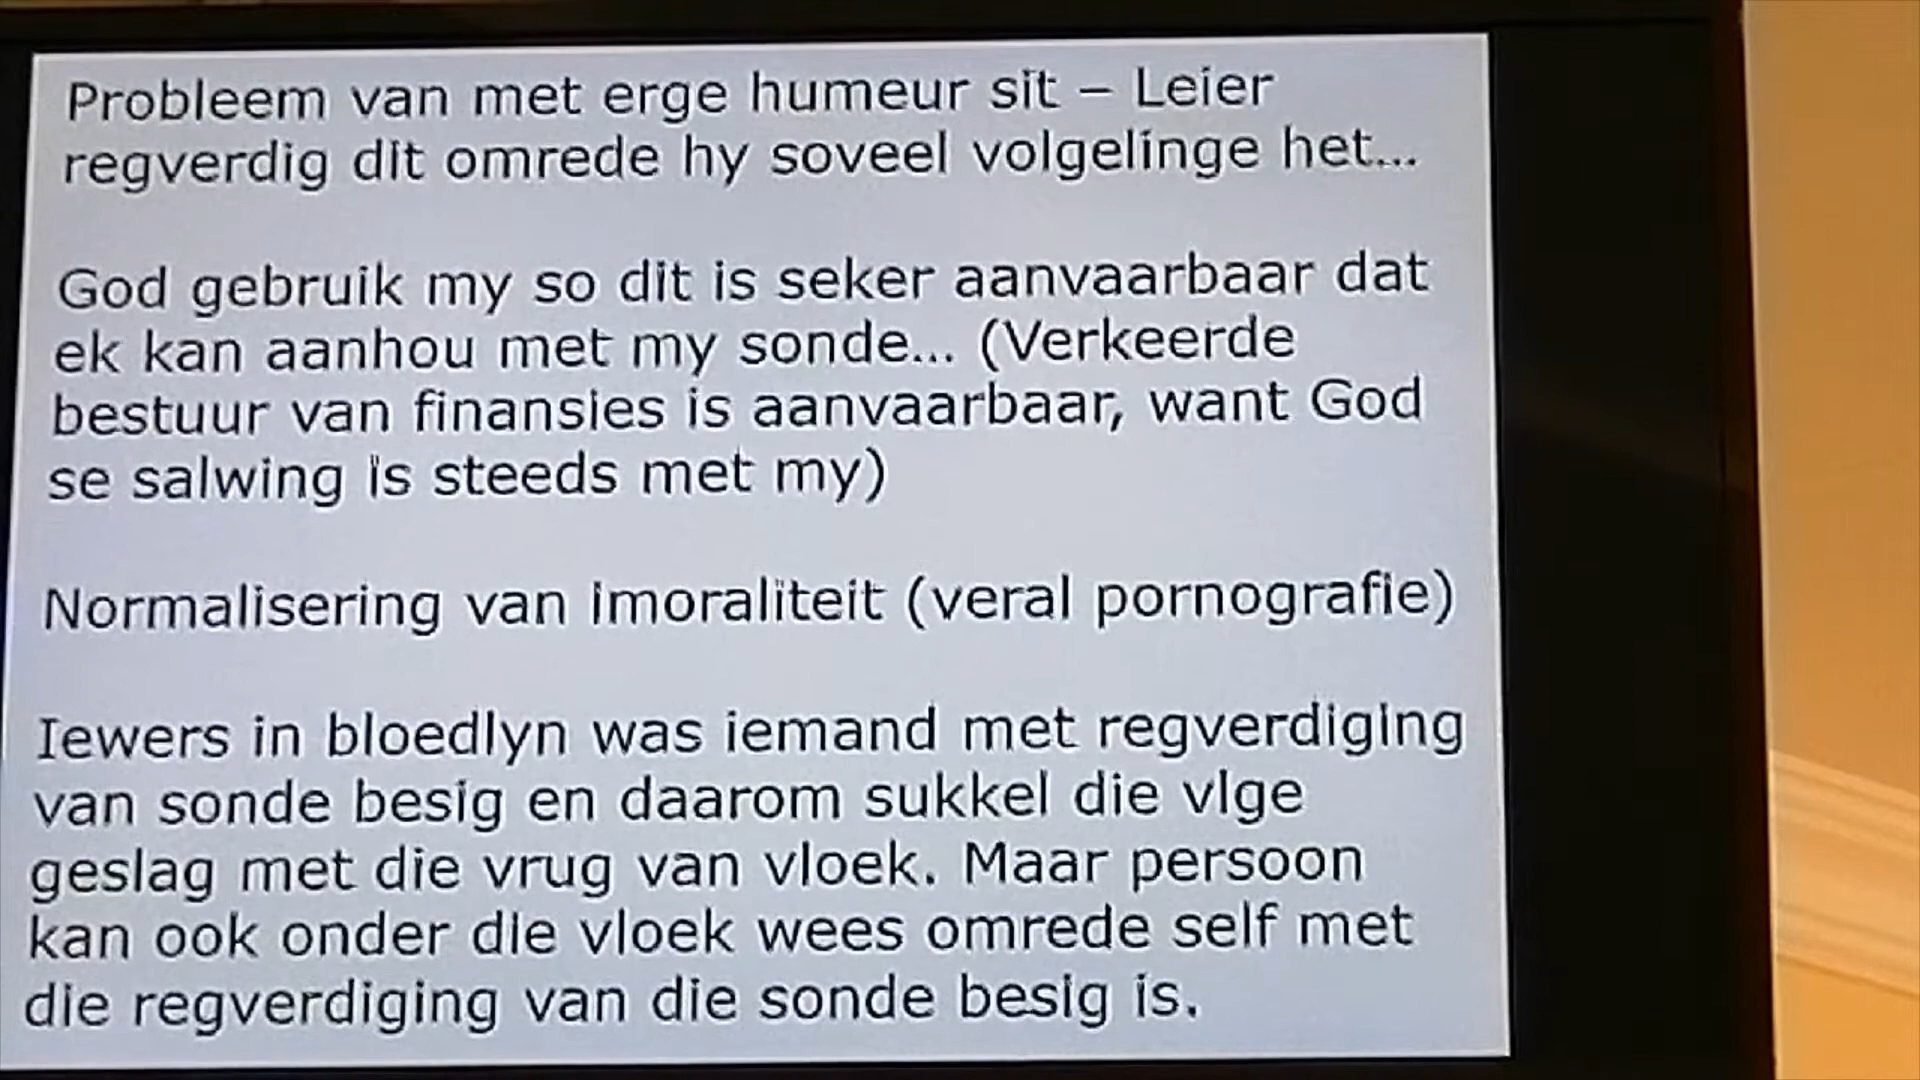 Probleem van met erge humeur sit – Leier
regverdig dit omrede hy soveel volgelinge het...
God gebruik my so dit is seker aanvaarbaar dat
ek kan aanhou met my sonde... (Verkeerde
bestuur van finansies is aanvaarbaar, want God
se salwing is steeds met my)
Normalisering van imoraliteit (veral pornografie)
Iewers in bloedlyn was iemand met regverdiging
van sonde besig en daarom sukkel die vlge
geslag met die vrug van vloek. Maar persoon
kan ook onder die vloek wees omrede self met
die regverdiging van die sonde besig is.